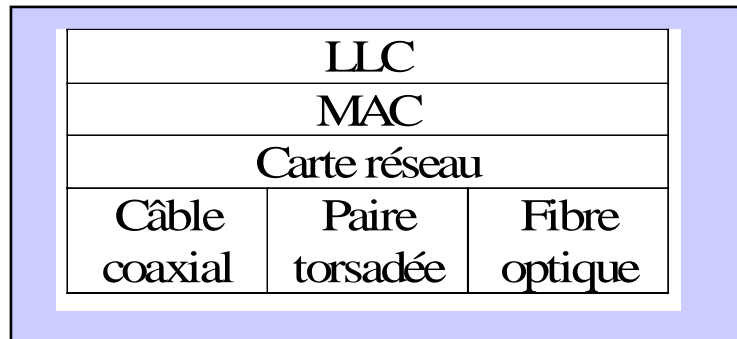 LLC
MAC
Carte réseau
Câble coaxial
Paire torsadée
Fibre optique